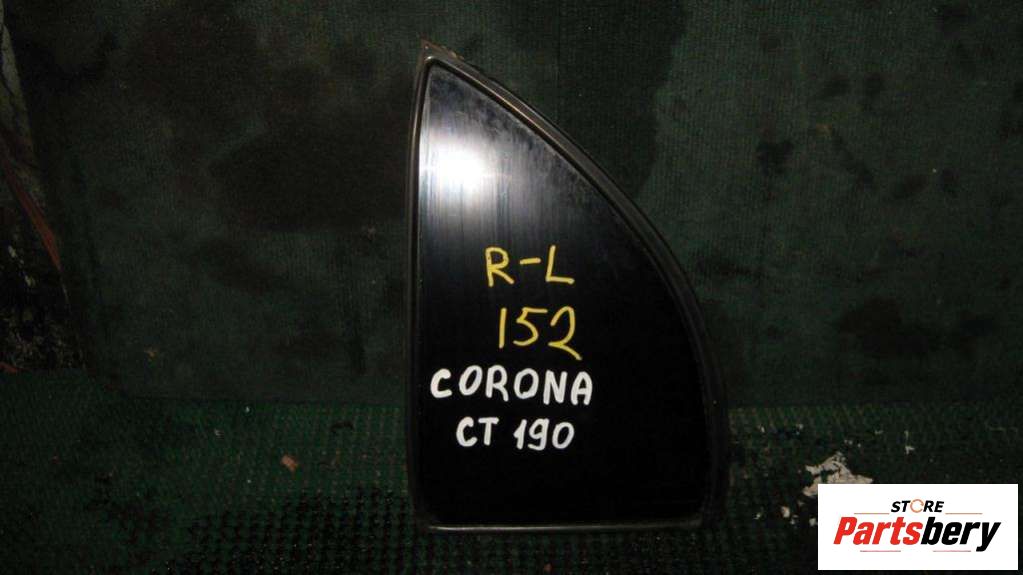 R-L
152
CORONA
CT 190
STORE
Partsbery